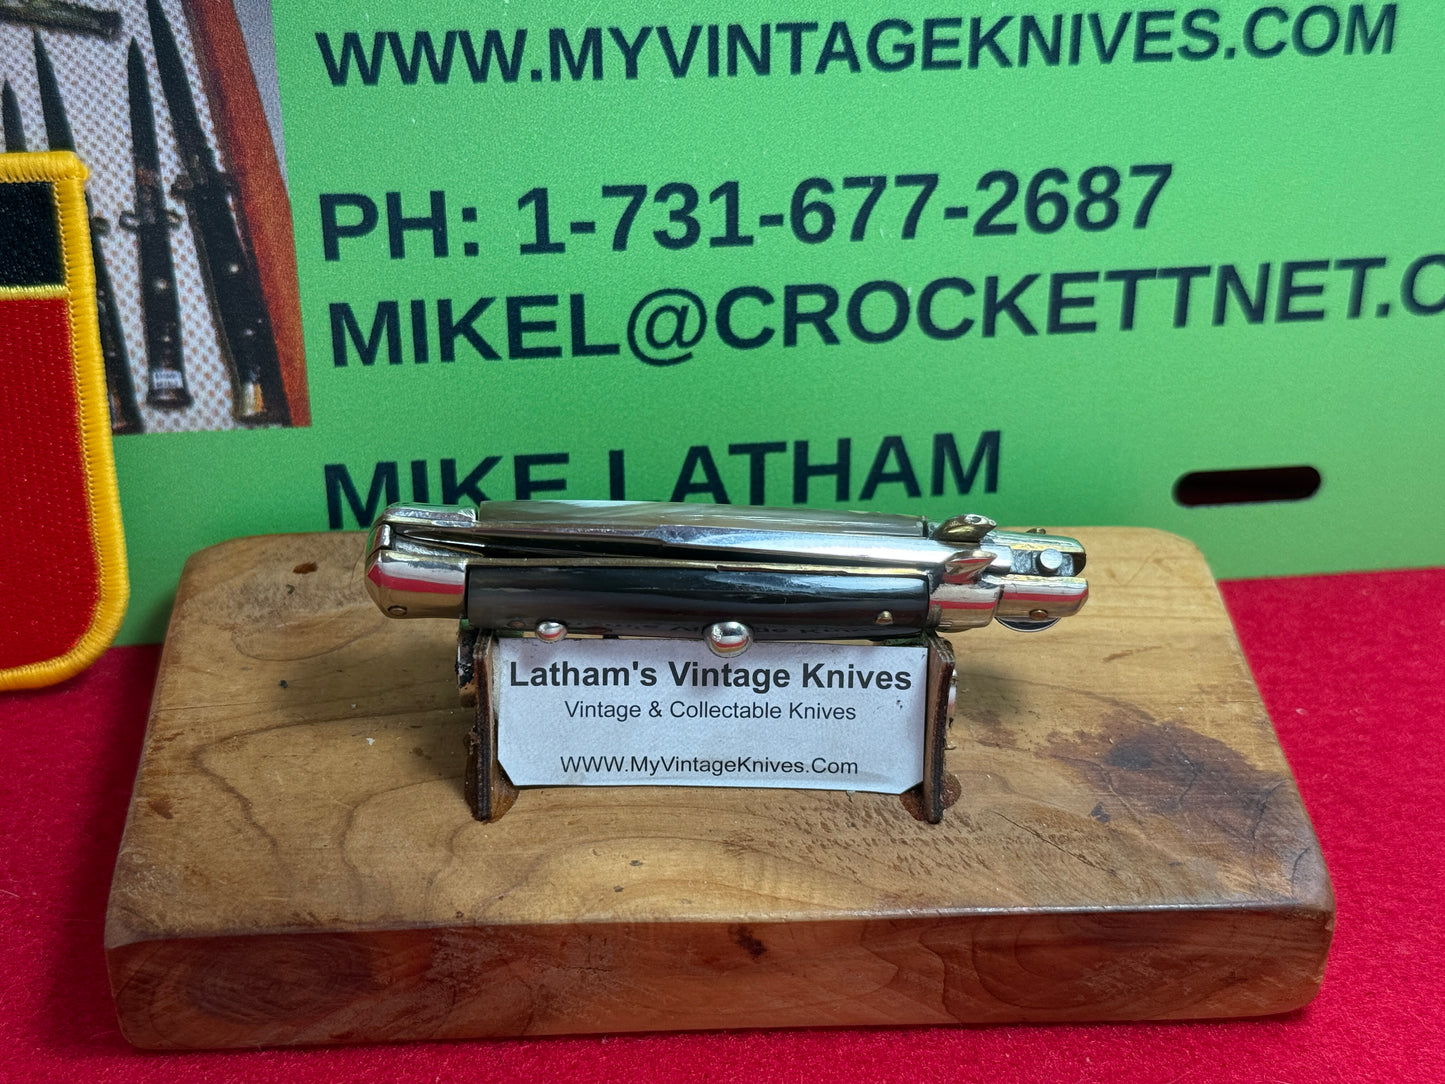 WWW.MYVINTAGEKNIVES.COM
PH: 1-731-677-2687
MIKEL@CROCKETTNET.C
MIKE LATHAM
Latham's Vintage Knives
Vintage & Collectable Knives
WWW.MyVintageKnives.Com